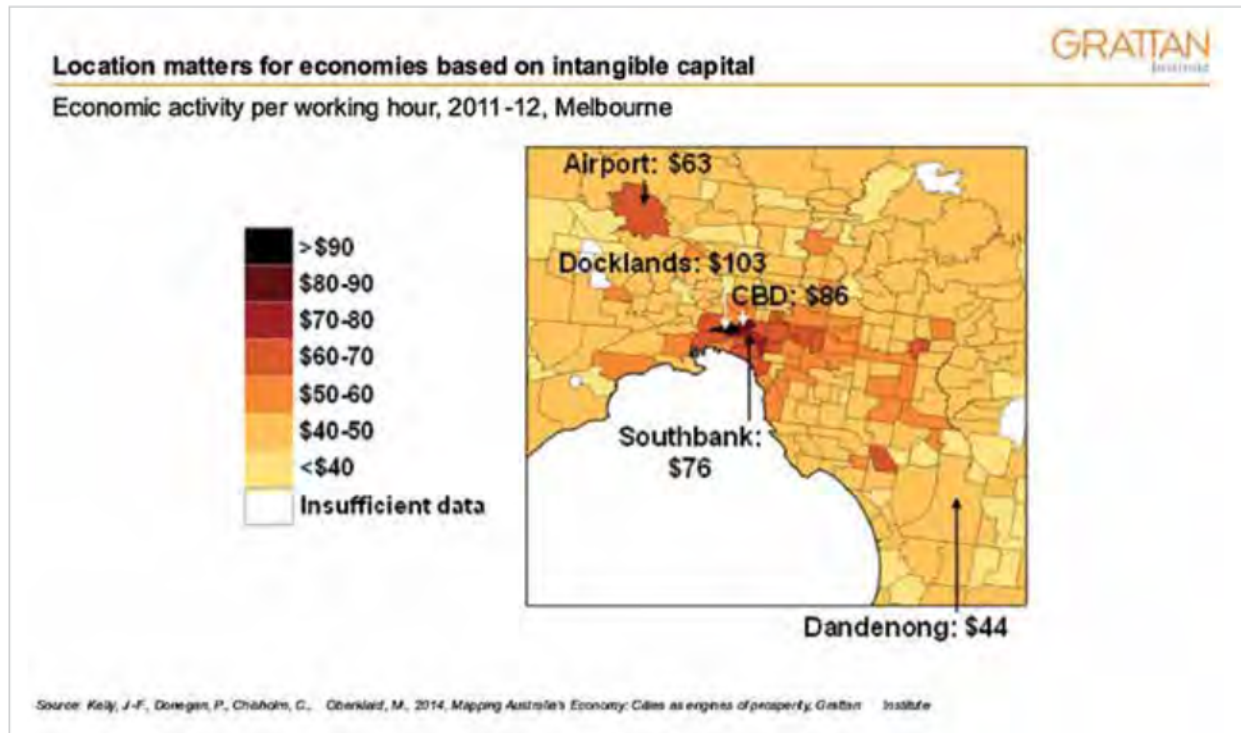 GRATTAN
Institute
Location matters for economies based on intangible capital
Economic activity per working hour, 2011-12, Melbourne
Airport: $63
Docklands: $103
CBD: $86
Southbank:
$76
Dandenong: $44
>$90
$80-90
$70-80
$60-70
$50-60
$40-50
<$40
Insufficient data
Source: Kelly, J-F., Donegan, P., Chisholm, C., Oberklaid, M., 2014, Mapping Australia's Economy: Cities as engines of prosperity, Grattan Institute